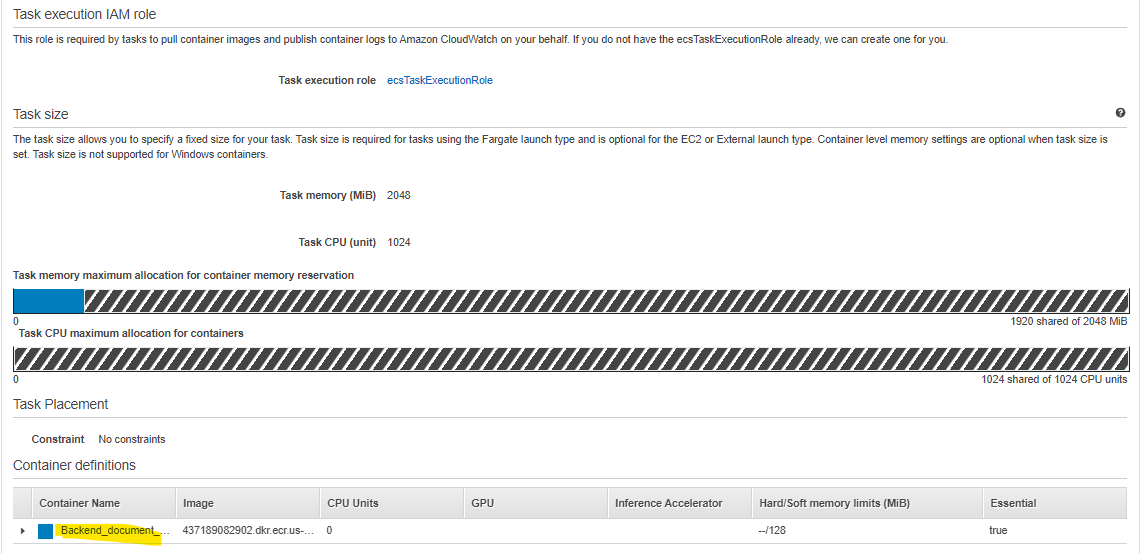 Task execution IAM role
This role is required by tasks to pull container images and publish container logs to Amazon CloudWatch on your behalf. If you do not have the ecsTaskExecutionRole already, we can create one for you.
Task execution role ecsTaskExecutionRole
Task size
The task size allows you to specify a fixed size for your task. Task size is required for tasks using the Fargate launch type and is optional for the EC2 or External launch type. Container level memory settings are optional when task size is
set. Task size is not supported for Windows containers.
Task memory (MiB) 2048
Task CPU (unit) 1024
Task memory maximum allocation for container memory reservation
0 1920 shared of 2048 MiB
Task CPU maximum allocation for containers
0 1024 shared of 1024 CPU units
Task Placement
Constraint No constraints
Container definitions
Container Name Image CPU Units GPU Inference Accelerator Hard/Soft memory limits (MiB) Essential
Backend_document_... 437189082902.dkr.ecr.us-... 0 --/128 true